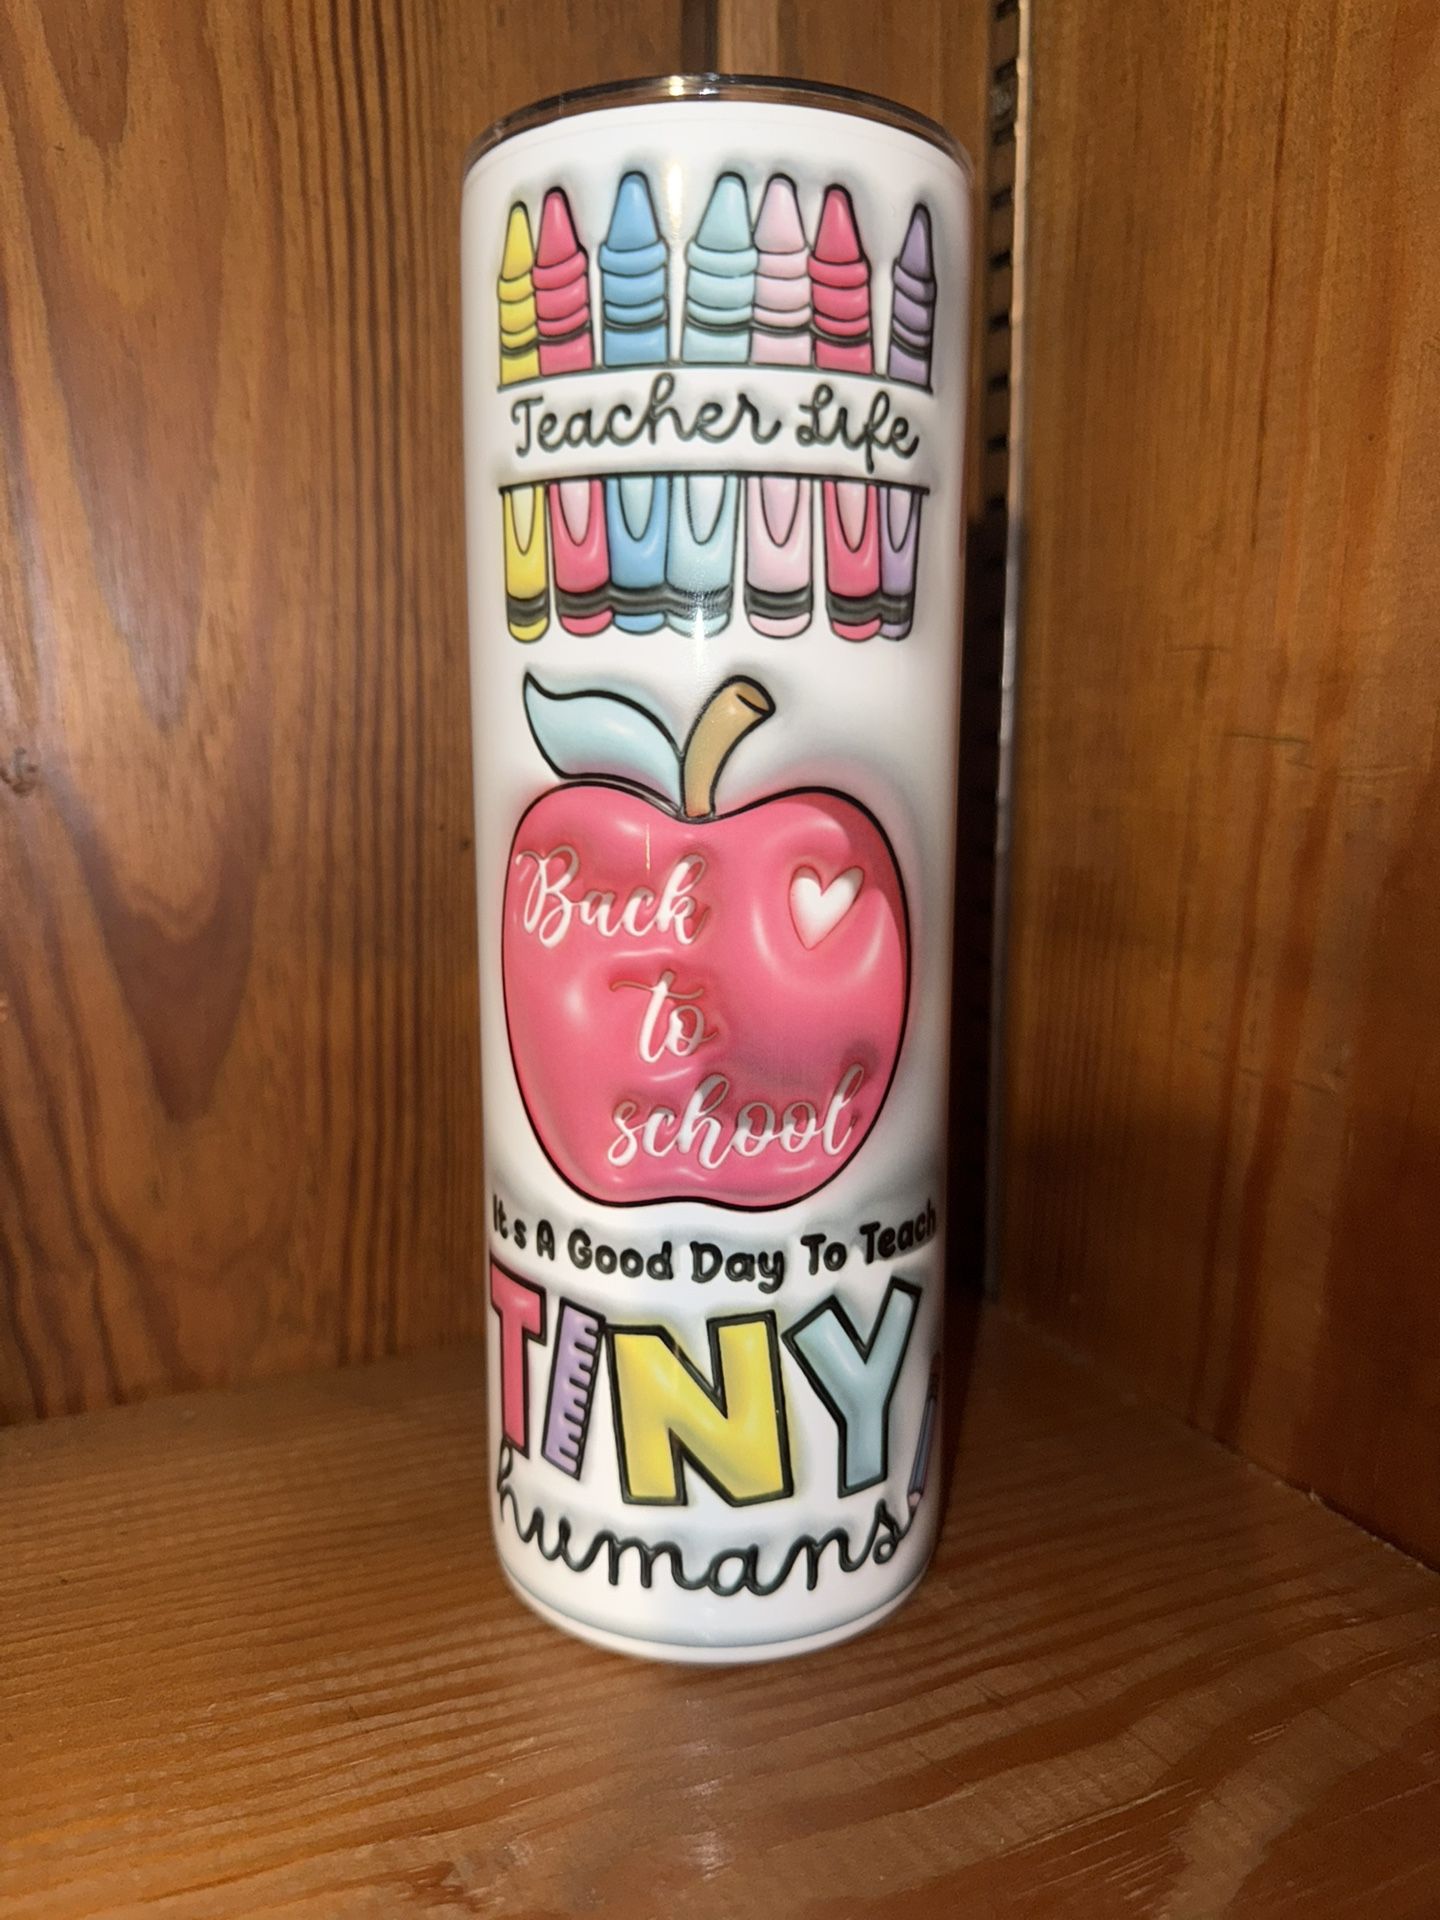 Teacher Life
Back
to
school
It's A Good Day To Teach
TINY
humans